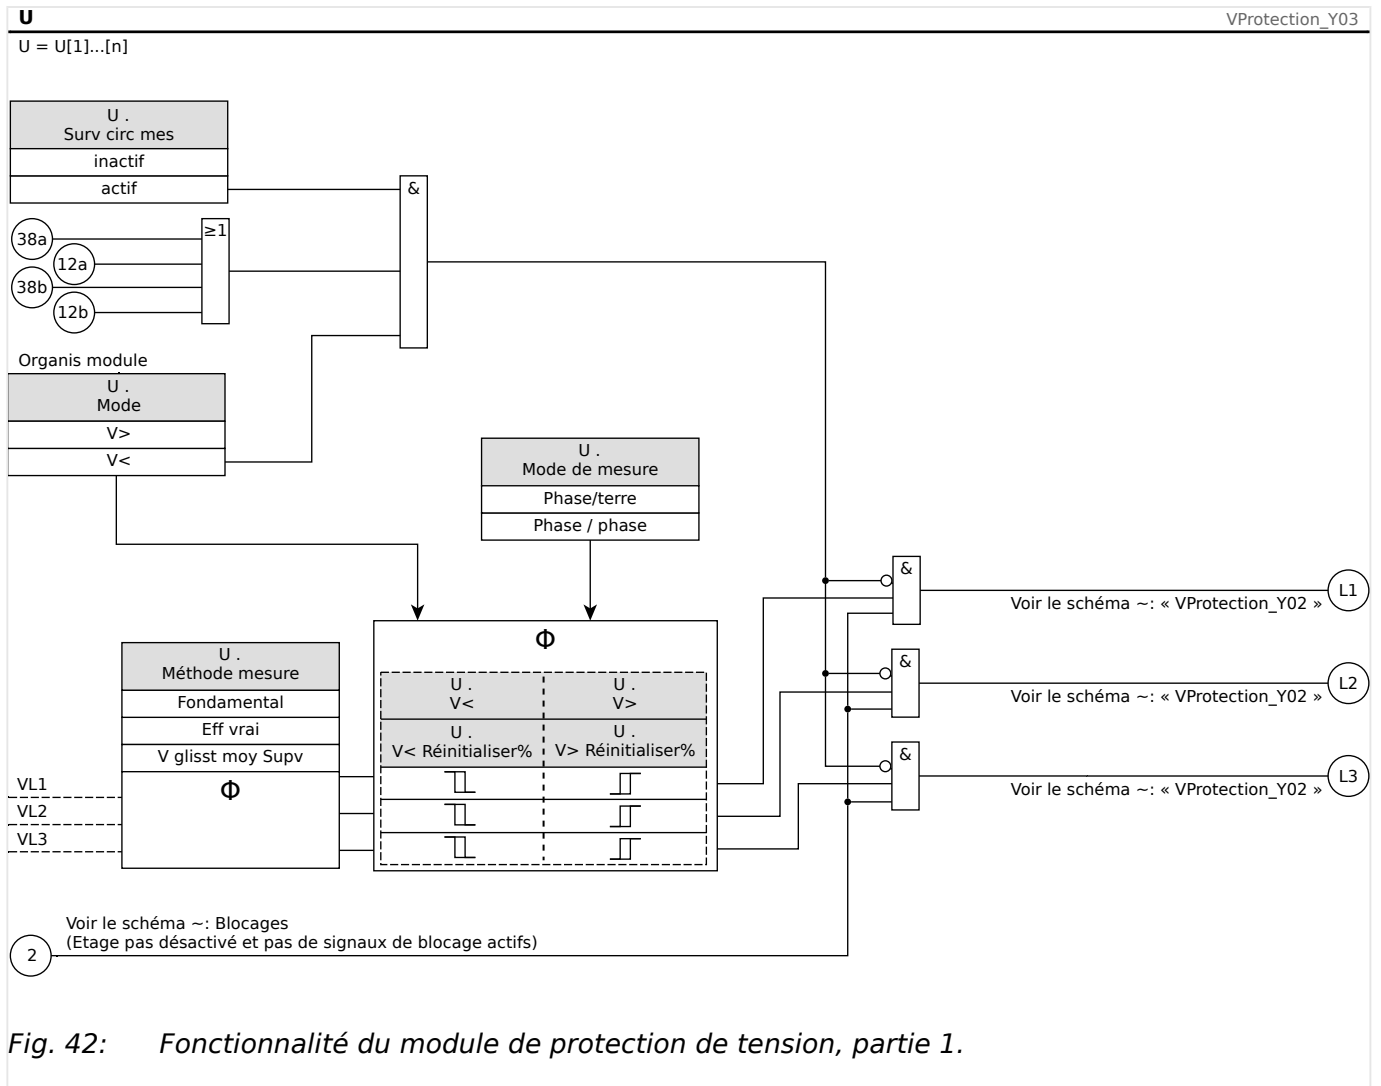 U
VProtection_Y03
U = U[1]...[n]
U .
Surv circ mes
inactif
actif
&
38a
≥1
12a
38b
12b
Organis module
U .
Mode
V>
V<
U .
Mode de mesure
Phase/terre
Phase / phase
&
L1
Voir le schéma ~: « VProtection_Y02 »
Φ
U .
Méthode mesure
Fondamental
Eff vrai
V glisst moy Supv
Φ
U .
V<
U .
V>
U .
V< Réinitialiser%
U .
V> Réinitialiser%
&
L2
Voir le schéma ~: « VProtection_Y02 »
&
L3
Voir le schéma ~: « VProtection_Y02 »
VL1
VL2
VL3
Voir le schéma ~: Blocages
(Etage pas désactivé et pas de signaux de blocage actifs)
2
Fig. 42: Fonctionnalité du module de protection de tension, partie 1.